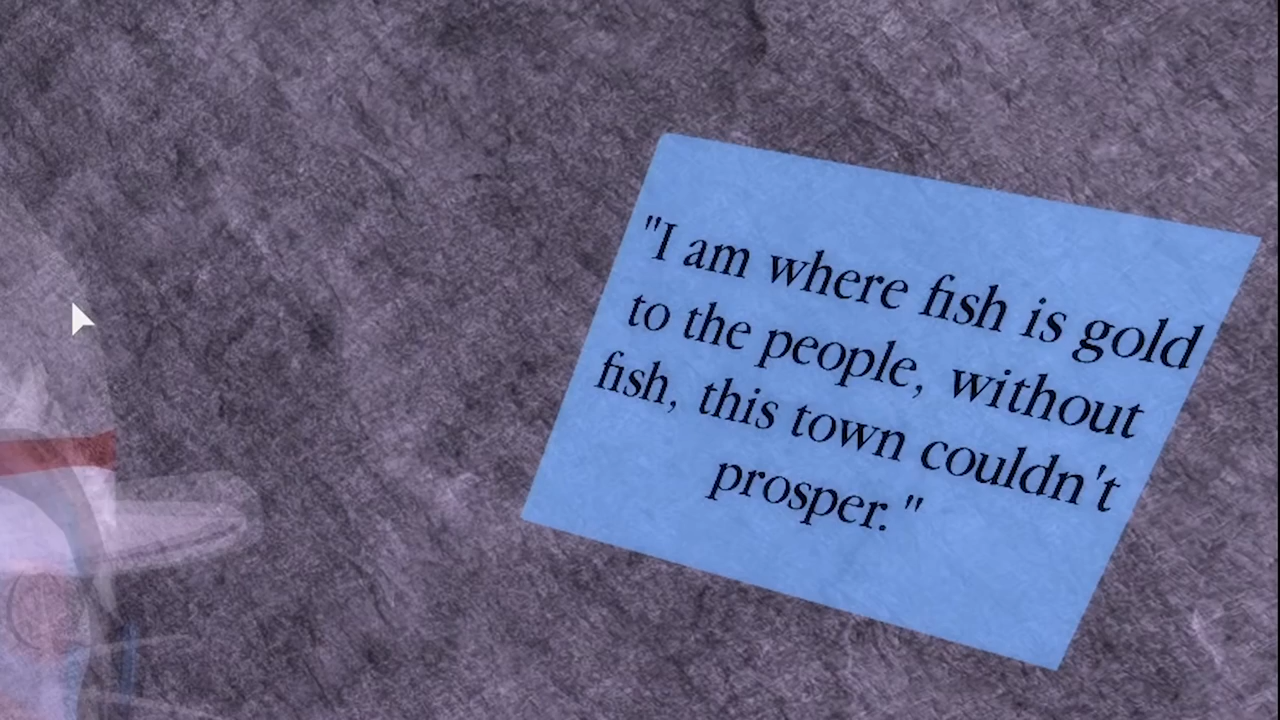 "I am where fish is gold
to the people, without
fish, this town couldn't
prosper."